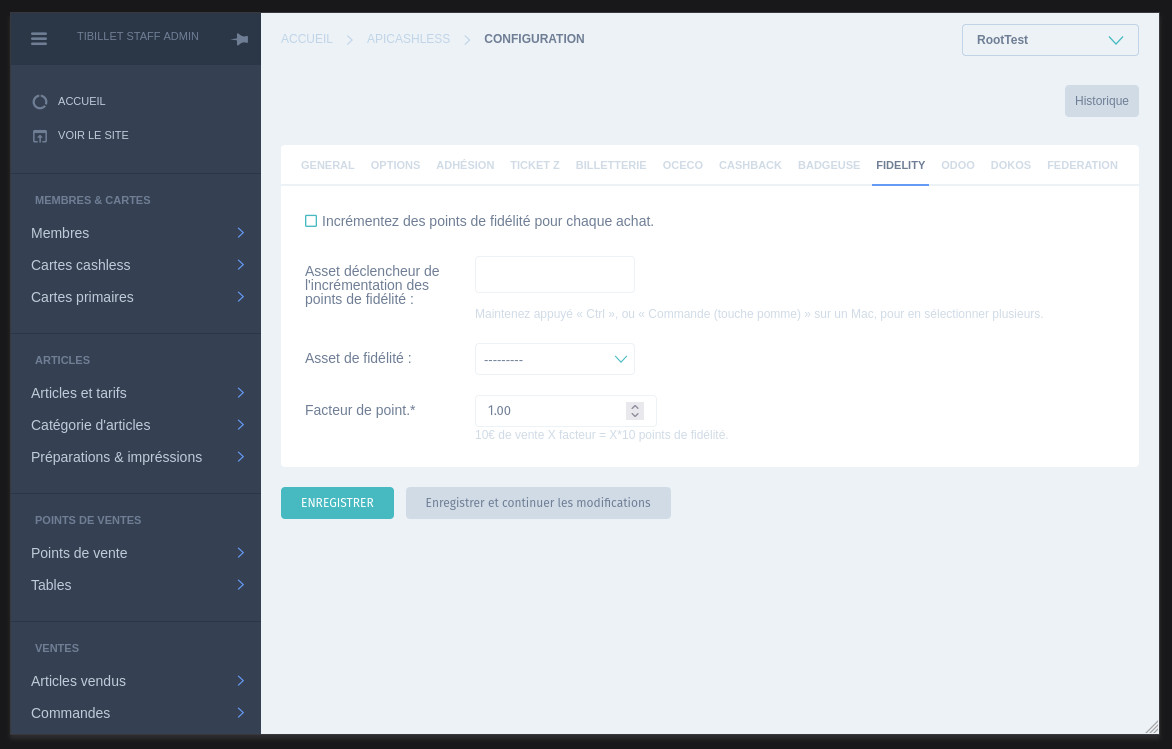 TIBILLET STAFF ADMIN
ACCUEIL
VOIR LE SITE
MEMBRES & CARTES
Membres
Cartes cashless
Cartes primaires
ARTICLES
Articles et tarifs
Catégorie d'articles
Préparations & impréssions
POINTS DE VENTES
Points de vente
Tables
VENTES
Articles vendus
Commandes
ACCUEIL APICASHLESS CONFIGURATION
RootTest
Historique
GENERAL OPTIONS ADHÉSION TICKET Z BILLETTERIE OCECO CASHBACK BADGEUSE FIDELITY ODOO DOKOS FEDERATION
Incrémentez des points de fidélité pour chaque achat.
Asset déclencheur de
l'incrémentation des
points de fidélité :
Maintenez appuyé « Ctrl », ou « Commande (touche pomme) » sur un Mac, pour en sélectionner plusieurs.
Asset de fidélité :
---------
Facteur de point.*
1.00
10€ de vente X facteur = X*10 points de fidélité.
ENREGISTRER
Enregistrer et continuer les modifications